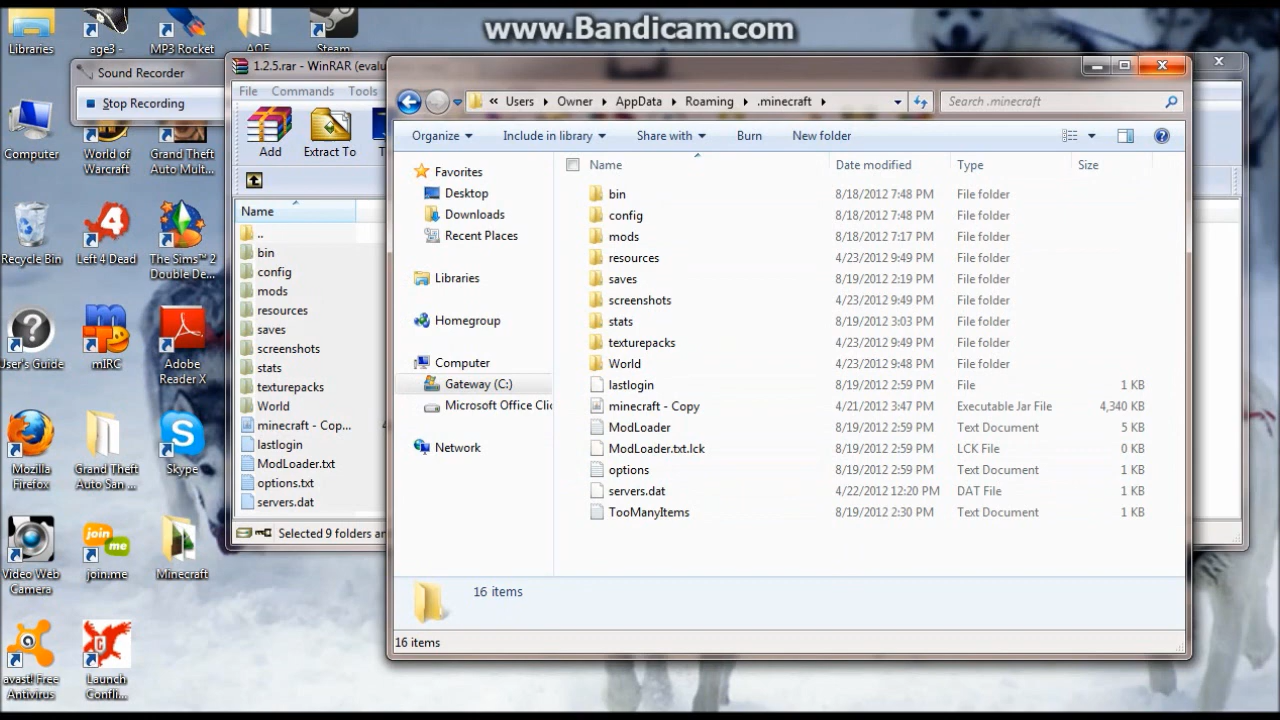 www.Bandicam.com
Libraries
age3 -
MP3 Rocket
AOE
Steam
Sound Recorder
Stop Recording
Computer
World of
Warcraft
Grand Theft
Auto Mult...
Recycle Bin
Left 4 Dead
The Sims™ 2
Double De...
User's Guide
mIRC
Adobe
Reader X
Mozilla
Firefox
Grand Theft
Auto San ...
Skype
Video Web
Camera
join.me
Minecraft
avast! Free
Antivirus
Launch
Confli...
1.2.5.rar - WinRAR (evalu
File Commands Tools
Add
Extract To
Name
..
bin
config
mods
resources
saves
screenshots
stats
texturepacks
World
minecraft - Cop...
lastlogin
ModLoader.txt
options.txt
servers.dat
Selected 9 folders an
« Users Owner AppData Roaming .minecraft
Search .minecraft
Organize Include in library Share with Burn New folder
Favorites
Desktop
Downloads
Recent Places
Libraries
Homegroup
Computer
Gateway (C:)
Microsoft Office Clic
Network
Name Date modified Type Size
bin 8/18/2012 7:48 PM File folder
config 8/18/2012 7:48 PM File folder
mods 8/18/2012 7:17 PM File folder
resources 4/23/2012 9:49 PM File folder
saves 8/19/2012 2:19 PM File folder
screenshots 4/23/2012 9:49 PM File folder
stats 8/19/2012 3:03 PM File folder
texturepacks 4/23/2012 9:49 PM File folder
World 4/23/2012 9:48 PM File folder
lastlogin 8/19/2012 2:59 PM File 1 KB
minecraft - Copy 4/21/2012 3:47 PM Executable Jar File 4,340 KB
ModLoader 8/19/2012 2:59 PM Text Document 5 KB
ModLoader.txt.lck 8/19/2012 2:59 PM LCK File 0 KB
options 8/19/2012 2:59 PM Text Document 1 KB
servers.dat 4/22/2012 12:20 PM DAT File 1 KB
TooManyItems 8/19/2012 2:30 PM Text Document 1 KB
16 items
16 items